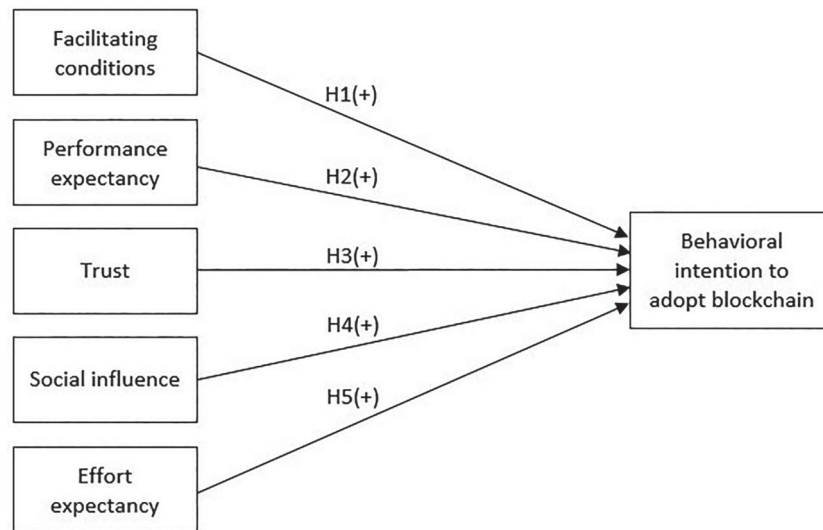 Facilitating
conditions
H1(+)
Performance
expectancy
H2(+)
Trust
H3(+)
Behavioral
intention to
adopt blockchain
Social influence
H4(+)
H5(+)
Effort
expectancy